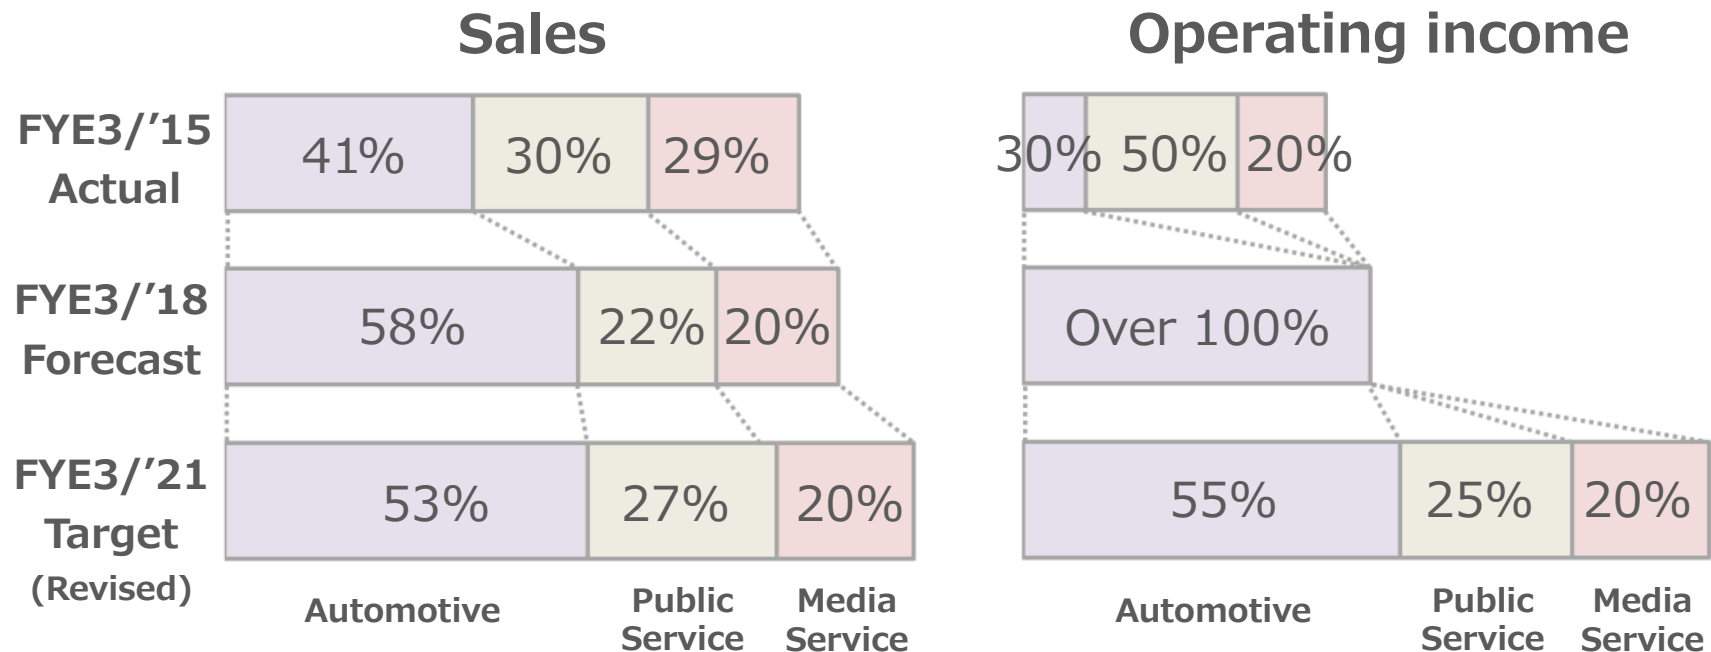 Sales
Operating income
FYE3/’15
Actual
41%
30%
29%
30%
50%
20%
FYE3/’18
Forecast
58%
22%
20%
Over 100%
FYE3/’21
Target
(Revised)
53%
27%
20%
55%
25%
20%
Automotive
Public
Service
Media
Service
Automotive
Public
Service
Media
Service